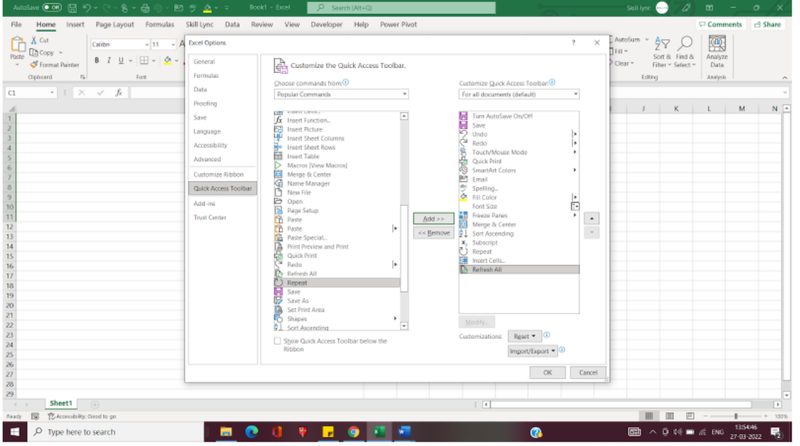 AutoSave Off Book1 - Excel Search (Alt+Q) Skill lync
File Home Insert Page Layout Formulas Skill Lync Data Review View Developer Help Power Pivot Comments Share
Paste
Cut
Copy
Format Painter
Clipboard
Calibri 11
B I U
Font
AutoSum
Fill
Clear
Sort & Filter
Find & Select
Editing
Analyze Data
Analysis
C1 fx
Excel Options
General
Formulas
Data
Proofing
Save
Language
Accessibility
Advanced
Customize Ribbon
Quick Access Toolbar
Add-ins
Trust Center
Customize the Quick Access Toolbar.
Choose commands from:
Popular Commands
Insert Cells...
Insert Function...
Insert Picture
Insert Sheet Columns
Insert Sheet Rows
Insert Table
Macros [View Macros]
Merge & Center
Name Manager
New File
Open
Page Setup
Paste
Paste
Paste Special...
Print Preview and Print
Quick Print
Redo
Refresh All
Repeat
Save
Save As
Set Print Area
Shapes
Sort Ascending
Show Quick Access Toolbar below the
Ribbon
Add >>
<< Remove
Customize Quick Access Toolbar:
For all documents (default)
Turn AutoSave On/Off
Save
Undo
Redo
Touch/Mouse Mode
Quick Print
SmartArt Colors
Email
Spelling...
Fill Color
Font Size
Freeze Panes
Merge & Center
Sort Ascending
Subscript
Repeat
Insert Cells...
Refresh All
Modify...
Customizations: Reset
Import/Export
OK Cancel
I J K L M N
1
2
3
4
5
6
7
8
9
10
11
12
13
14
15
16
17
18
19
20
21
22
23
24
25
26
27
28
29
Sheet1
Ready Accessibility: Good to go 100%
Type here to search ENG 13:54:46
27-03-2022